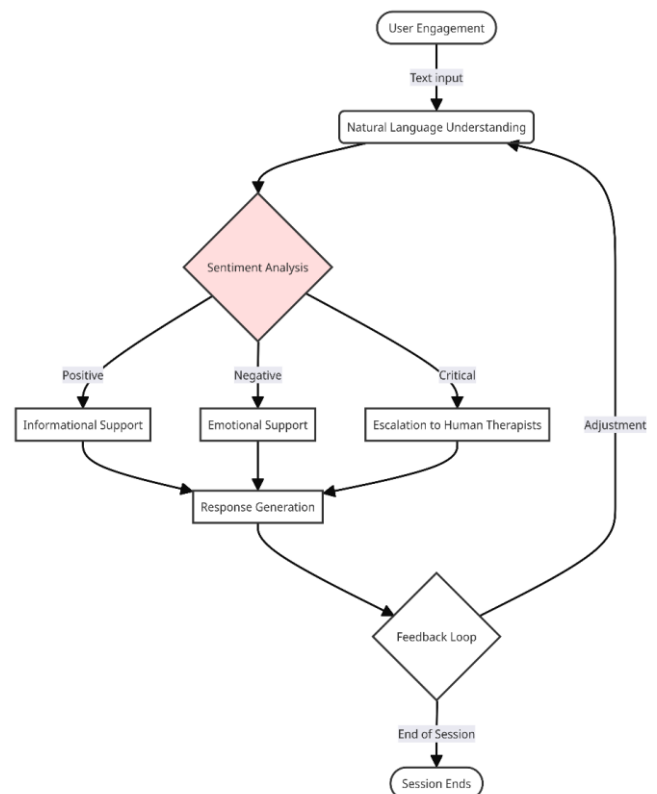 User Engagement
Text input
Natural Language Understanding
Sentiment Analysis
Positive
Negative
Critical
Informational Support
Emotional Support
Escalation to Human Therapists
Adjustment
Response Generation
Feedback Loop
End of Session
Session Ends